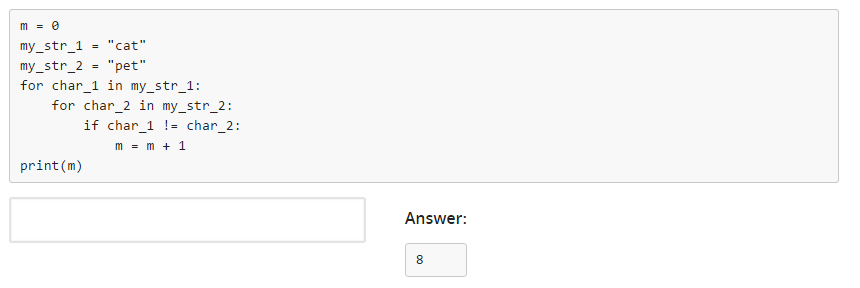 m = 0
my_str_1 = "cat"
my_str_2 = "pet"
for char_1 in my_str_1:
    for char_2 in my_str_2:
        if char_1 != char_2:
            m = m + 1
print(m)
Answer:
8